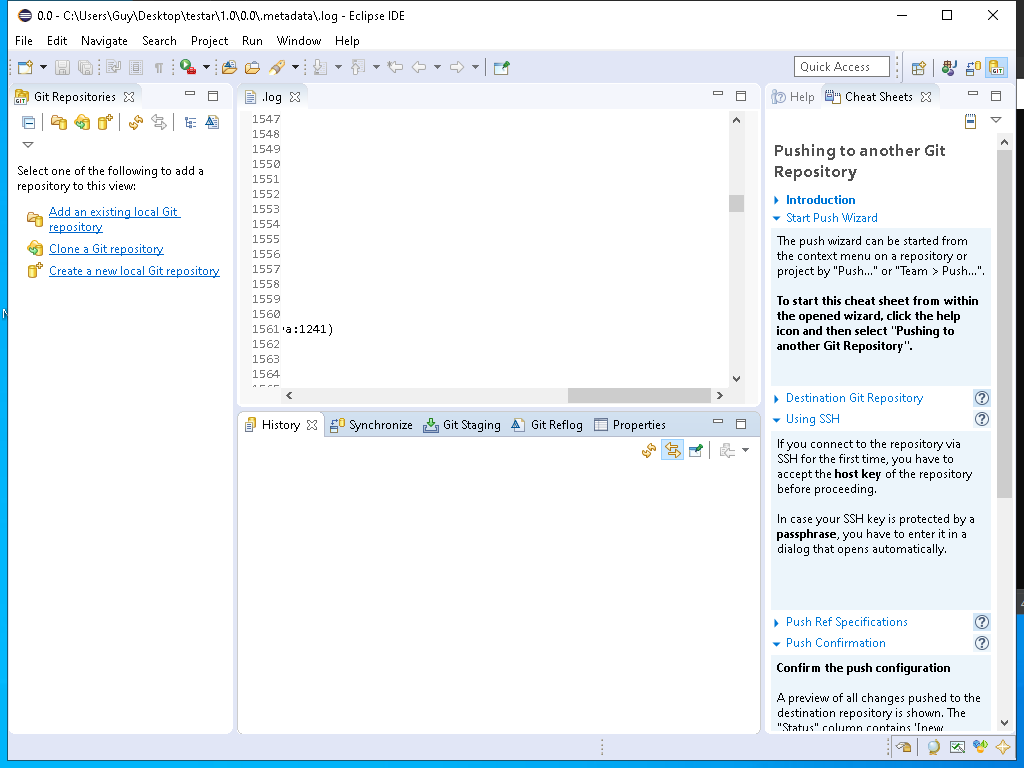 0.0 - C:\Users\Guy\Desktop\testar\1.0\0.0\.metadata\.log - Eclipse IDE
File Edit Navigate Search Project Run Window Help
Quick Access
GIT
Git Repositories
Select one of the following to add a
repository to this view:
Add an existing local Git
repository
Clone a Git repository
Create a new local Git repository
.log
1547
1548
1549
1550
1551
1552
1553
1554
1555
1556
1557
1558
1559
1560
1561 a:1241)
1562
1563
1564
History Synchronize Git Staging Git Reflog Properties
Help Cheat Sheets
Pushing to another Git
Repository
Introduction
Start Push Wizard
The push wizard can be started from
the context menu on a repository or
project by "Push..." or "Team > Push...".
To start this cheat sheet from within
the opened wizard, click the help
icon and then select "Pushing to
another Git Repository".
Destination Git Repository
Using SSH
If you connect to the repository via
SSH for the first time, you have to
accept the host key of the repository
before proceeding.
In case your SSH key is protected by a
passphrase, you have to enter it in a
dialog that opens automatically.
Push Ref Specifications
Push Confirmation
Confirm the push configuration
A preview of all changes pushed to the
destination repository is shown. The
"Status" column contains '[new